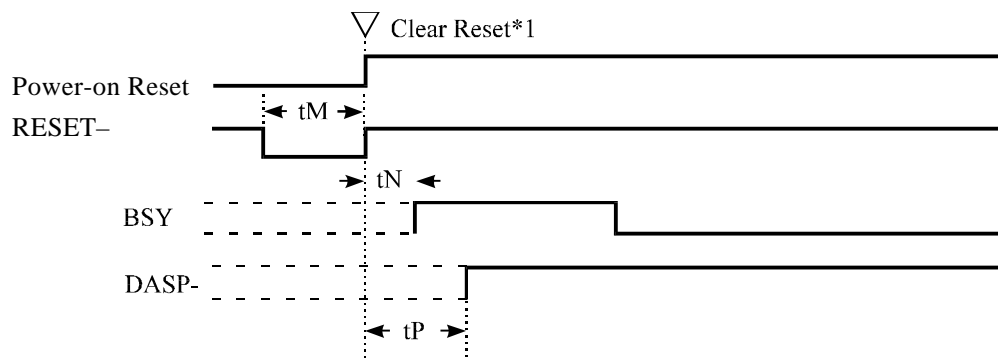 Clear Reset*1
Power-on Reset
tM
RESET–
tN
BSY
DASP-
tP